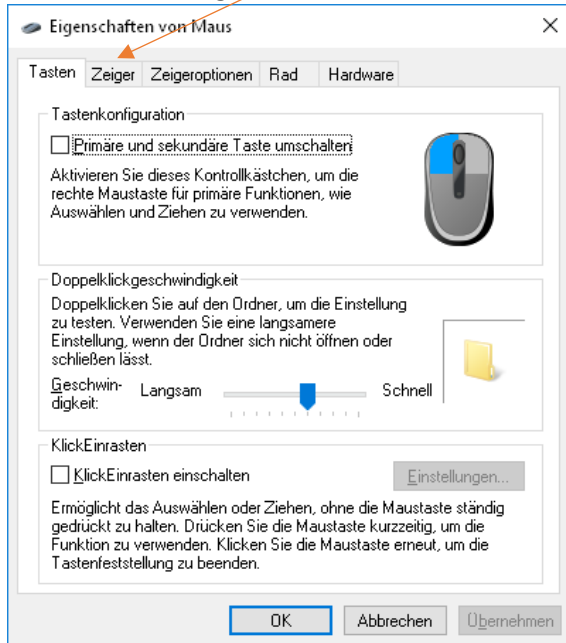 Eigenschaften von Maus
Tasten Zeiger Zeigeroptionen Rad Hardware
Tastenkonfiguration
Primäre und sekundäre Taste umschalten
Aktivieren Sie dieses Kontrollkästchen, um die
rechte Maustaste für primäre Funktionen, wie
Auswählen und Ziehen zu verwenden.
Doppelklickgeschwindigkeit
Doppelklicken Sie auf den Ordner, um die Einstellung
zu testen. Verwenden Sie eine langsamere
Einstellung, wenn der Ordner sich nicht öffnen oder
schließen lässt.
Geschwin-
digkeit:
Langsam Schnell
KlickEinrasten
KlickEinrasten einschalten Einstellungen...
Ermöglicht das Auswählen oder Ziehen, ohne die Maustaste ständig
gedrückt zu halten. Drücken Sie die Maustaste kurzzeitig, um die
Funktion zu verwenden. Klicken Sie die Maustaste erneut, um die
Tastenfeststellung zu beenden.
OK Abbrechen Übernehmen